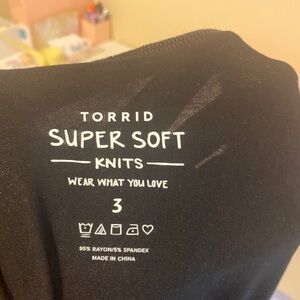 TORRID
SUPER SOFT
KNITS
WEAR WHAT YOU LOVE
3
95% RAYON/5% SPANDEX
MADE IN CHINA